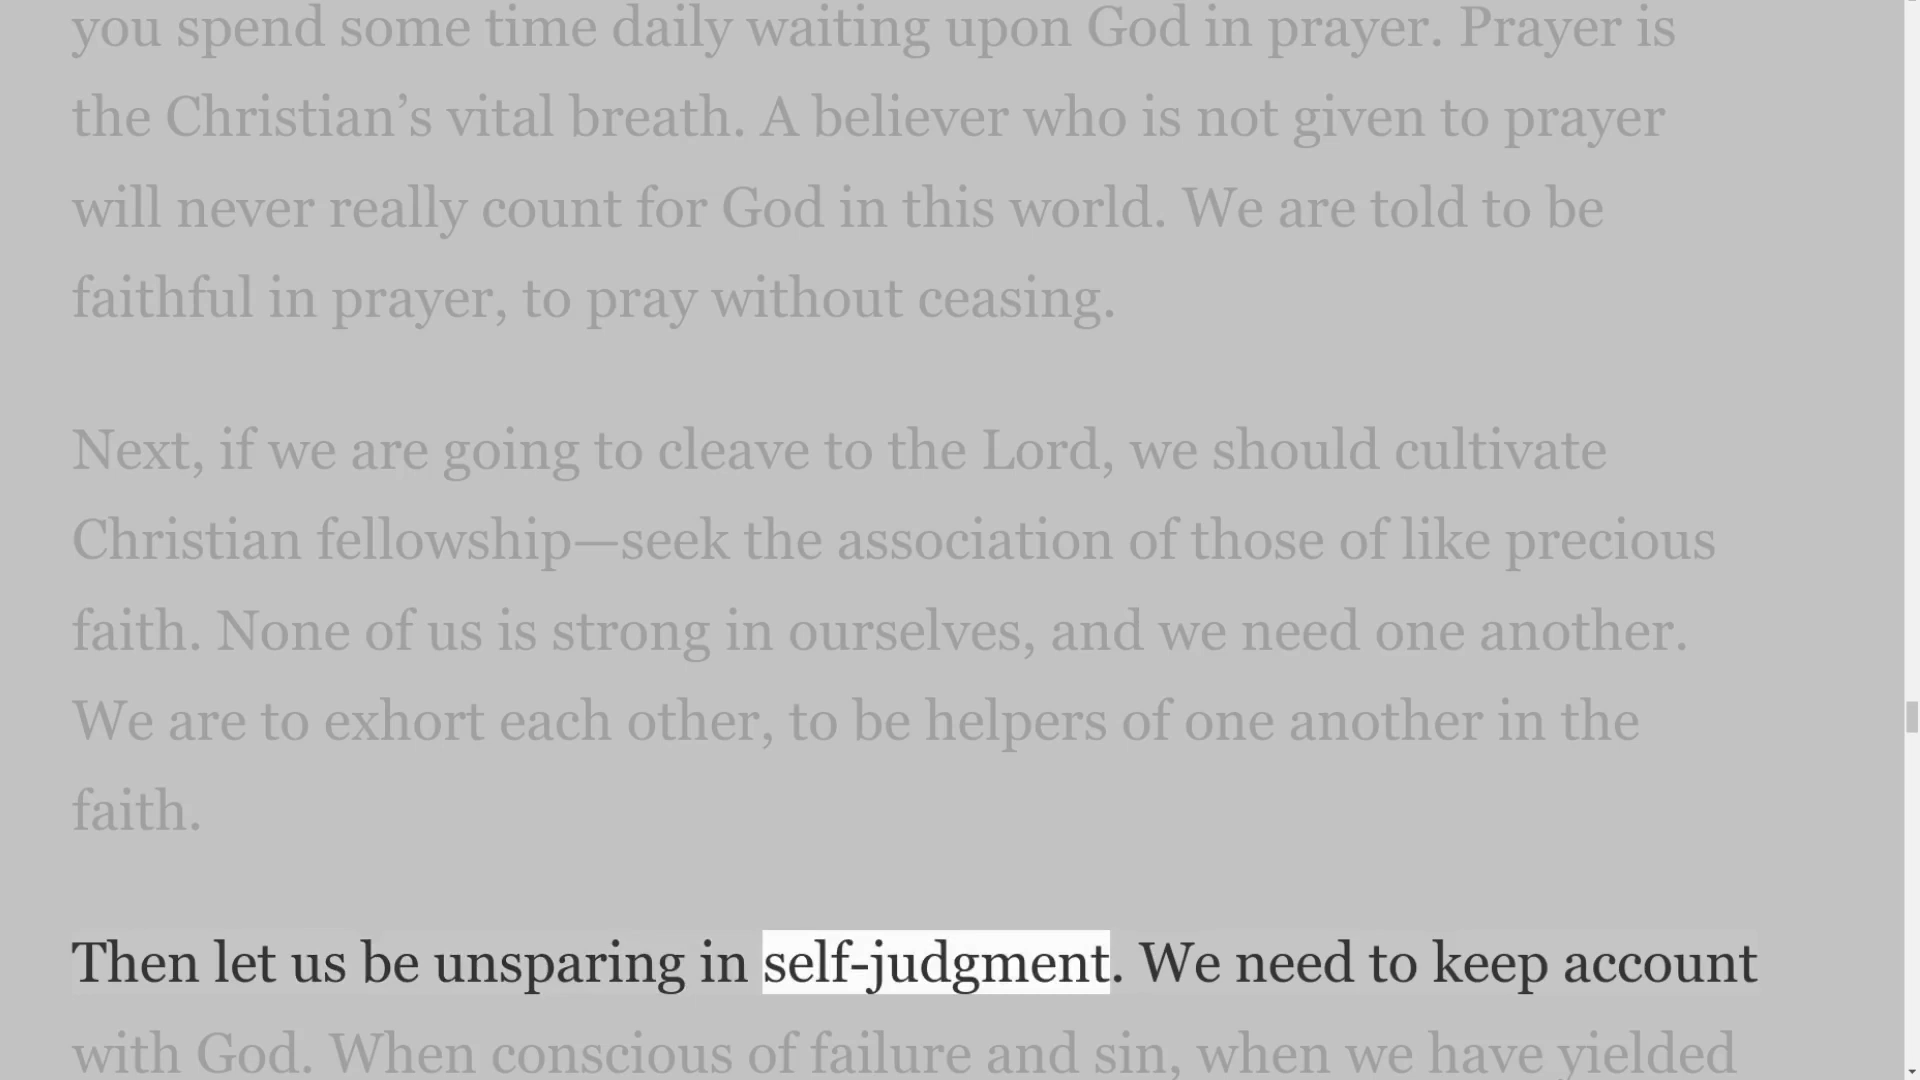 you spend some time daily waiting upon God in prayer. Prayer is
the Christian’s vital breath. A believer who is not given to prayer
will never really count for God in this world. We are told to be
faithful in prayer, to pray without ceasing.
Next, if we are going to cleave to the Lord, we should cultivate
Christian fellowship—seek the association of those of like precious
faith. None of us is strong in ourselves, and we need one another.
We are to exhort each other, to be helpers of one another in the
faith.
Then let us be unsparing in self-judgment. We need to keep account
with God. When conscious of failure and sin, when we have yielded